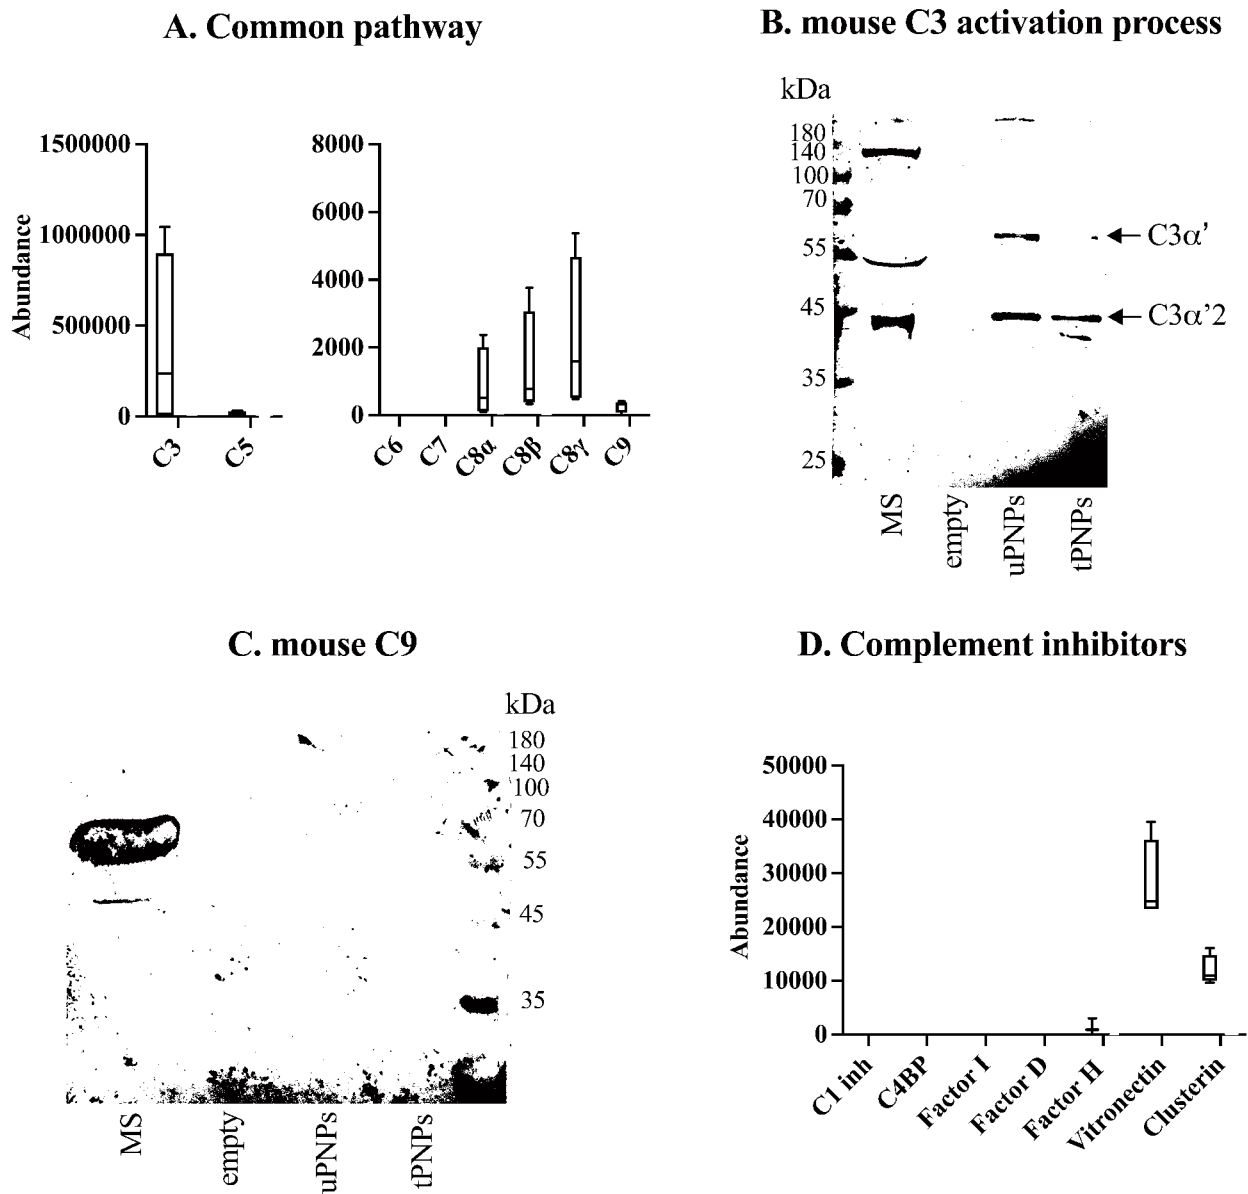 A. Common pathway
Abundance
1500000
1000000
500000
0
C3
C5
8000
6000
4000
2000
0
C6
C7
C8α
C8β
C8γ
C9
B. mouse C3 activation process
kDa
180
140
100
70
55
45
35
25
C3α'
C3α'2
MS
empty
uPNPs
tPNPs
C. mouse C9
kDa
180
140
100
70
55
45
35
MS
empty
uPNPs
tPNPs
D. Complement inhibitors
Abundance
50000
40000
30000
20000
10000
0
C1 inh
C4BP
Factor I
Factor D
Factor H
Vitronectin
Clusterin